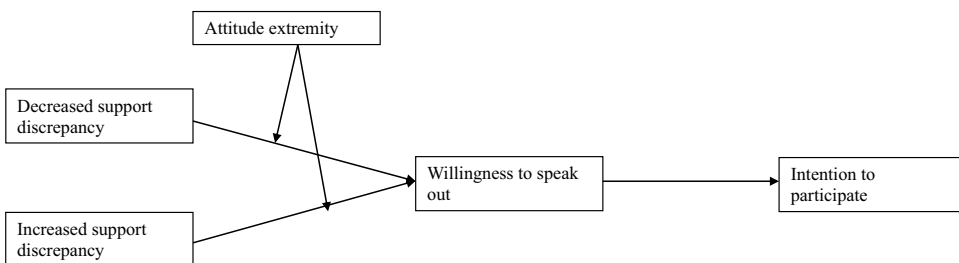 Attitude extremity
Decreased support
discrepancy
Willingness to speak
out
Intention to
participate
Increased support
discrepancy